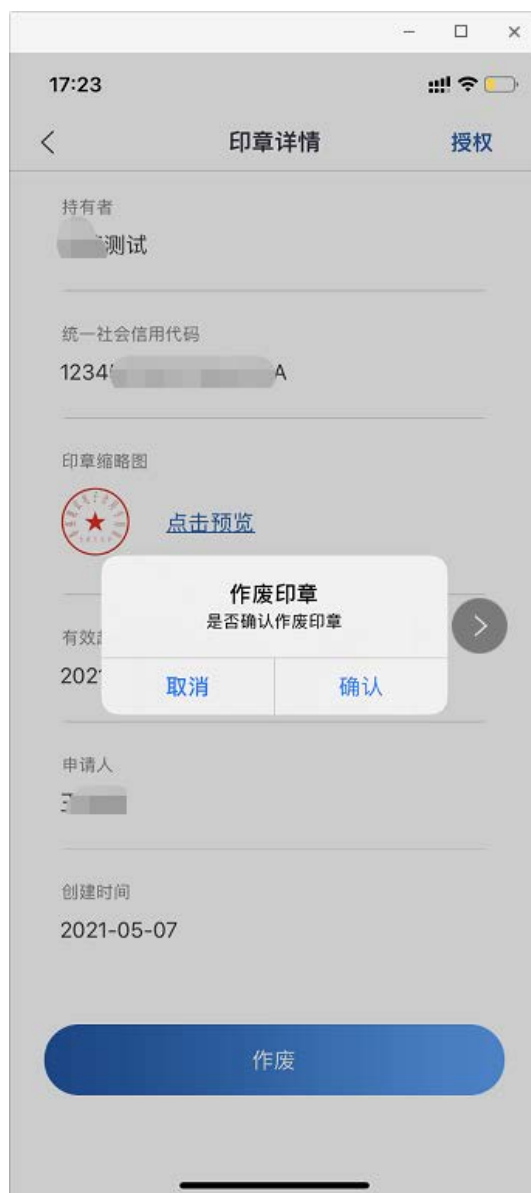 17:23
印章详情
授权
持有者
测试
统一社会信用代码
1234
A
印章缩略图
点击预览
作废印章
是否确认作废印章
有效
202
取消
确认
申请人
创建时间
2021-05-07
作废